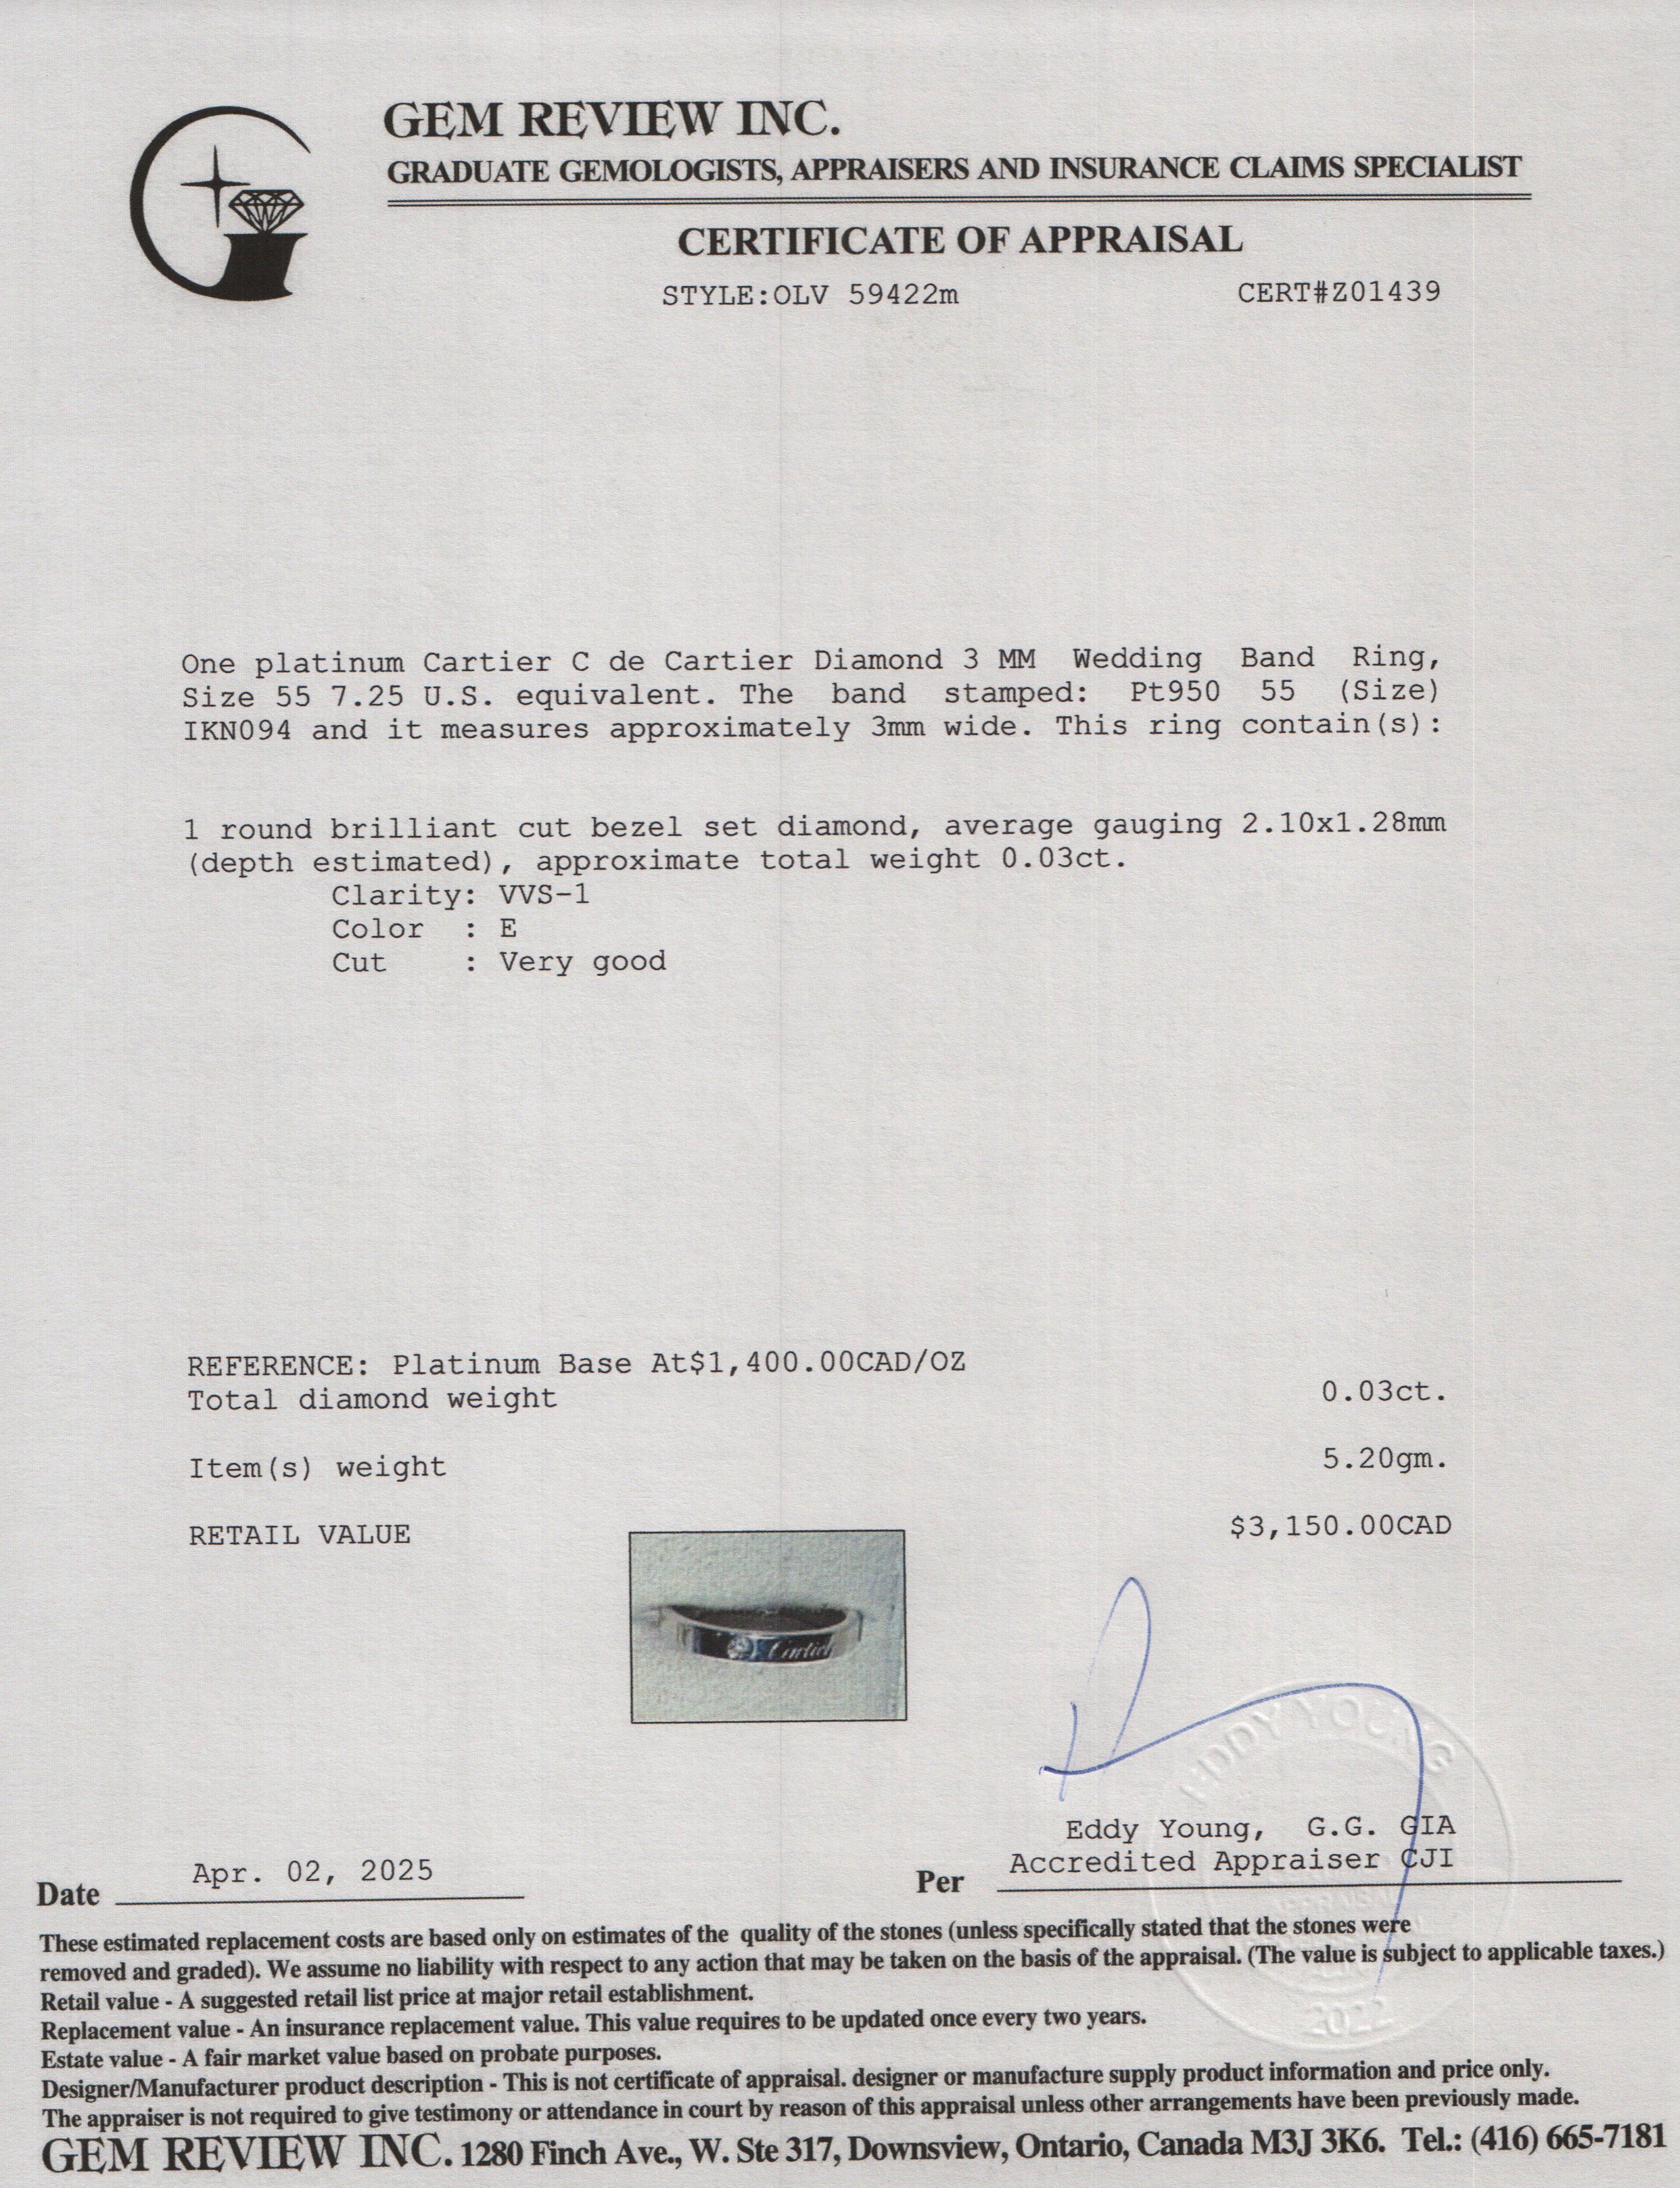 GEM REVIEW INC.
GRADUATE GEMOLOGISTS, APPRAISERS AND INSURANCE CLAIMS SPECIALIST
CERTIFICATE OF APPRAISAL
STYLE:OLV 59422m CERT#Z01439
One platinum Cartier C de Cartier Diamond 3 MM Wedding Band Ring,
Size 55 7.25 U.S. equivalent. The band stamped: Pt950 55 (Size)
IKN094 and it measures approximately 3mm wide. This ring contain(s):
1 round brilliant cut bezel set diamond, average gauging 2.10x1.28mm
(depth estimated), approximate total weight 0.03ct.
Clarity: VVS-1
Color : E
Cut : Very good
REFERENCE: Platinum Base At$1,400.00CAD/OZ
Total diamond weight 0.03ct.
Item(s) weight 5.20gm.
RETAIL VALUE $3,150.00CAD
Cartier
EDDY YOUNG
Eddy Young, G.G. GIA
Accredited Appraiser CJI
Date Apr. 02, 2025 Per
2022
These estimated replacement costs are based only on estimates of the quality of the stones (unless specifically stated that the stones were
removed and graded). We assume no liability with respect to any action that may be taken on the basis of the appraisal. (The value is subject to applicable taxes.)
Retail value - A suggested retail list price at major retail establishment.
Replacement value - An insurance replacement value. This value requires to be updated once every two years.
Estate value - A fair market value based on probate purposes.
Designer/Manufacturer product description - This is not certificate of appraisal. designer or manufacture supply product information and price only.
The appraiser is not required to give testimony or attendance in court by reason of this appraisal unless other arrangements have been previously made.
GEM REVIEW INC. 1280 Finch Ave., W. Ste 317, Downsview, Ontario, Canada M3J 3K6. Tel.: (416) 665-7181